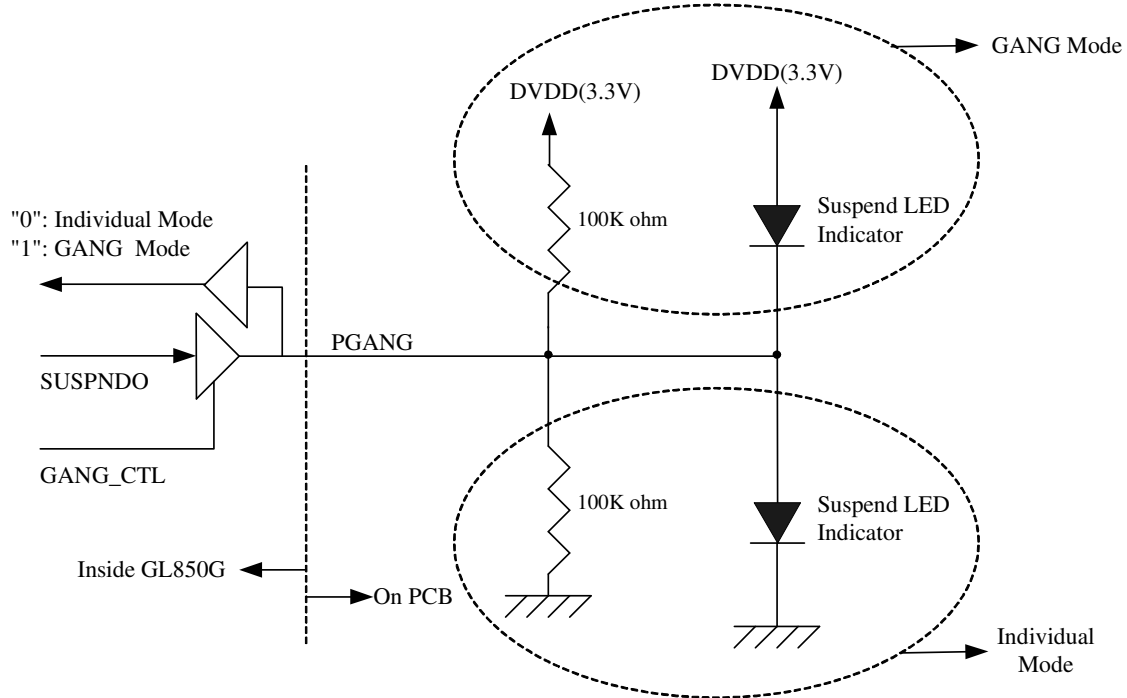 GANG Mode
DVDD(3.3V)
DVDD(3.3V)
"0": Individual Mode
"1": GANG Mode
100K ohm
Suspend LED
Indicator
PGANG
SUSPNDO
GANG_CTL
100K ohm
Suspend LED
Indicator
Inside GL850G
On PCB
Individual
Mode